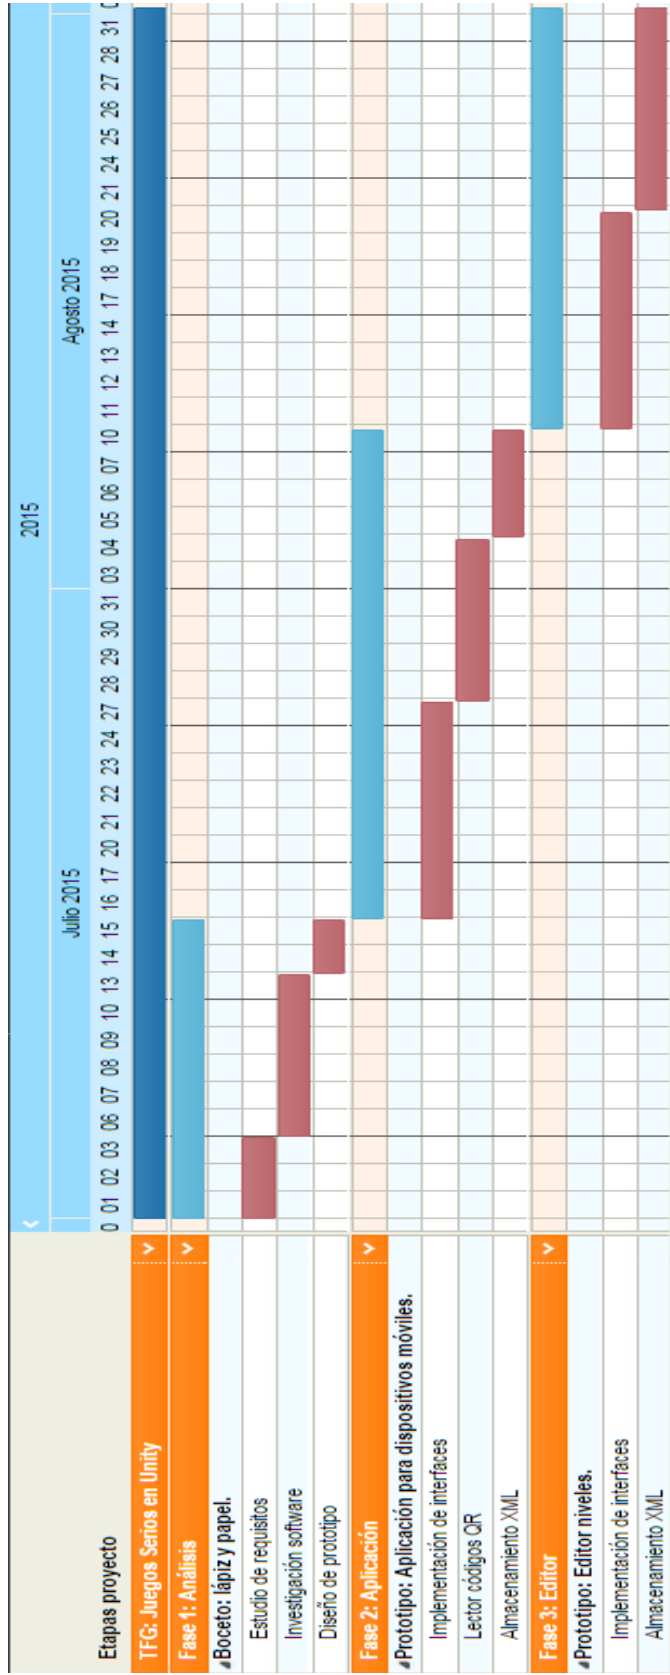 2015
Julio 2015 Agosto 2015
Etapas proyecto 0 01 02 03 06 07 08 09 10 13 14 15 16 17 20 21 22 23 24 27 28 29 30 31 03 04 05 06 07 10 11 12 13 14 17 18 19 20 21 24 25 26 27 28 31 0
TFG: Juegos Serios en Unity
Fase 1: Análisis
Boceto: lápiz y papel.
Estudio de requisitos
Investigación software
Diseño de prototipo
Fase 2: Aplicación
Prototipo: Aplicación para dispositivos móviles.
Implementación de interfaces
Lector códigos QR
Almacenamiento XML
Fase 3: Editor
Prototipo: Editor niveles.
Implementación de interfaces
Almacenamiento XML